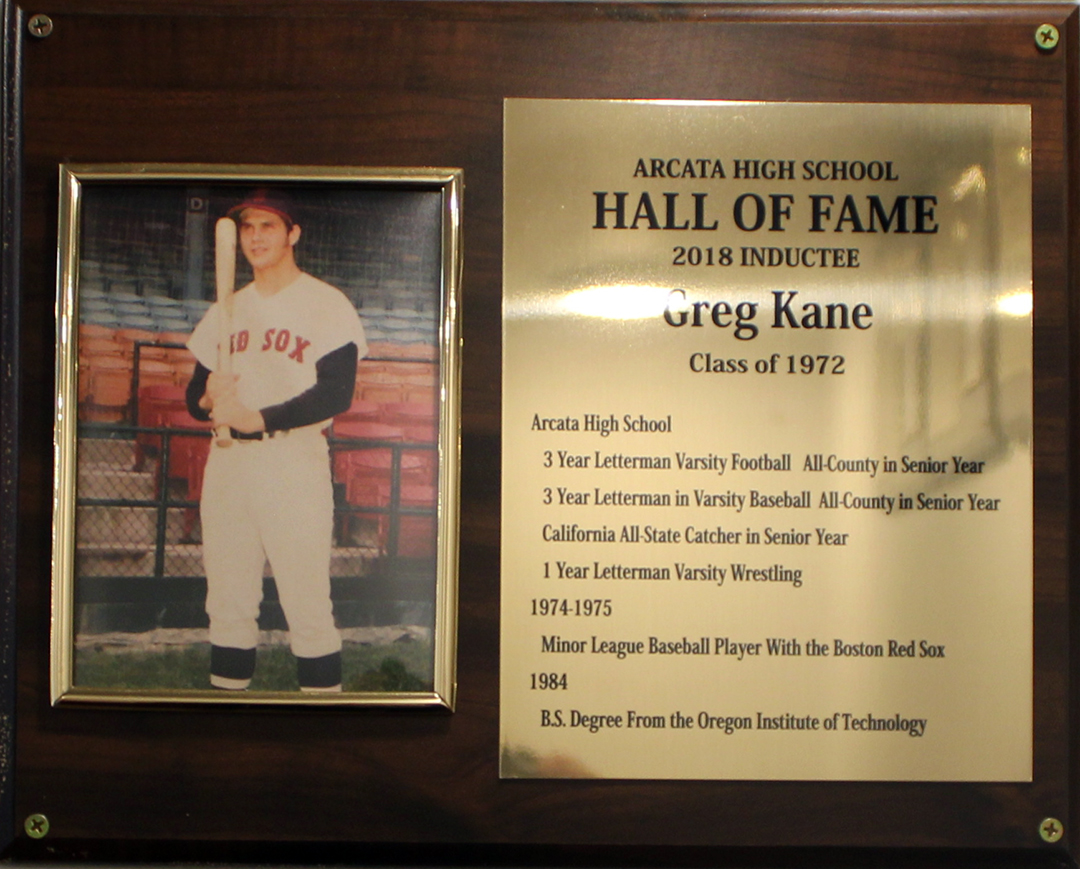 D
ED SOX
ARCATA HIGH SCHOOL
HALL OF FAME
2018 INDUCTEE
Greg Kane
Class of 1972
Arcata High School
3 Year Letterman Varsity Football All-County in Senior Year
3 Year Letterman in Varsity Baseball All-County in Senior Year
California All-State Catcher in Senior Year
1 Year Letterman Varsity Wrestling
1974-1975
Minor League Baseball Player With the Boston Red Sox
1984
B.S. Degree From the Oregon Institute of Technology